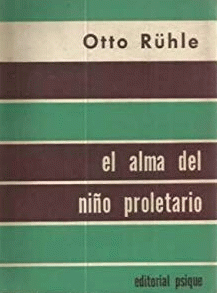 Otto Rühle
el alma del
niño proletario
editorial psique